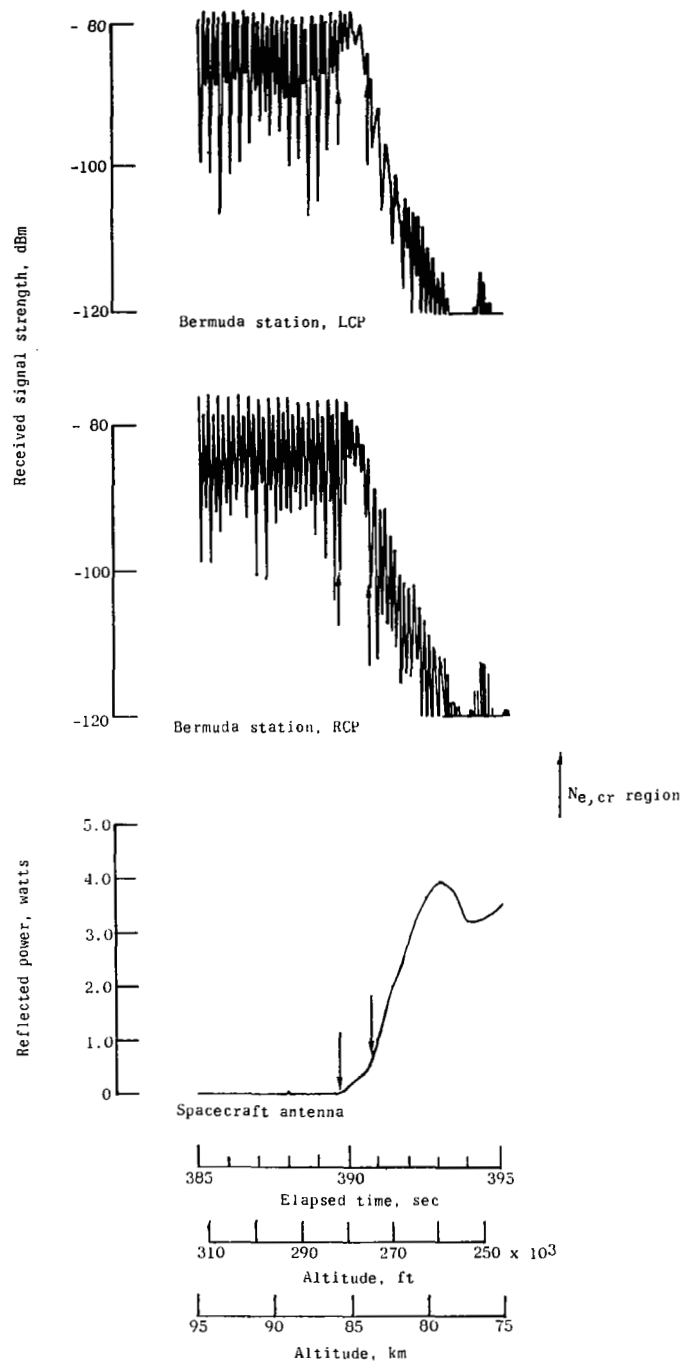 Received signal strength, dBm
- 80
-100
-120
Bermuda station, LCP
- 80
-100
-120
Bermuda station, RCP
Ne,cr region
Reflected power, watts
5.0
4.0
3.0
2.0
1.0
0
Spacecraft antenna
385 390 395
Elapsed time, sec
310 290 270 250 x 10³
Altitude, ft
95 90 85 80 75
Altitude, km